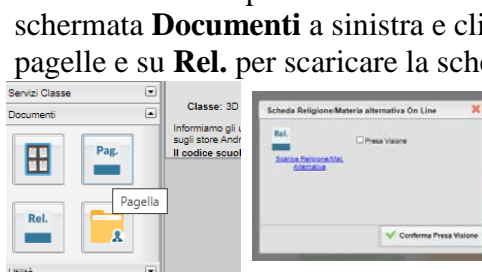 schermata Documenti a sinistra e cli
pagelle e su Rel. per scaricare la sche
Servizi Classe
Documenti
Pag.
Pagella
Rel.
Classe: 3D
Informiamo gli u
sugli store Andr
Il codice scuol
Scheda Religione/Materia alternativa On Line
Rel.
Presa Visione
Scarica Religione/Mat.
Alternativa
Conferma Presa Visione